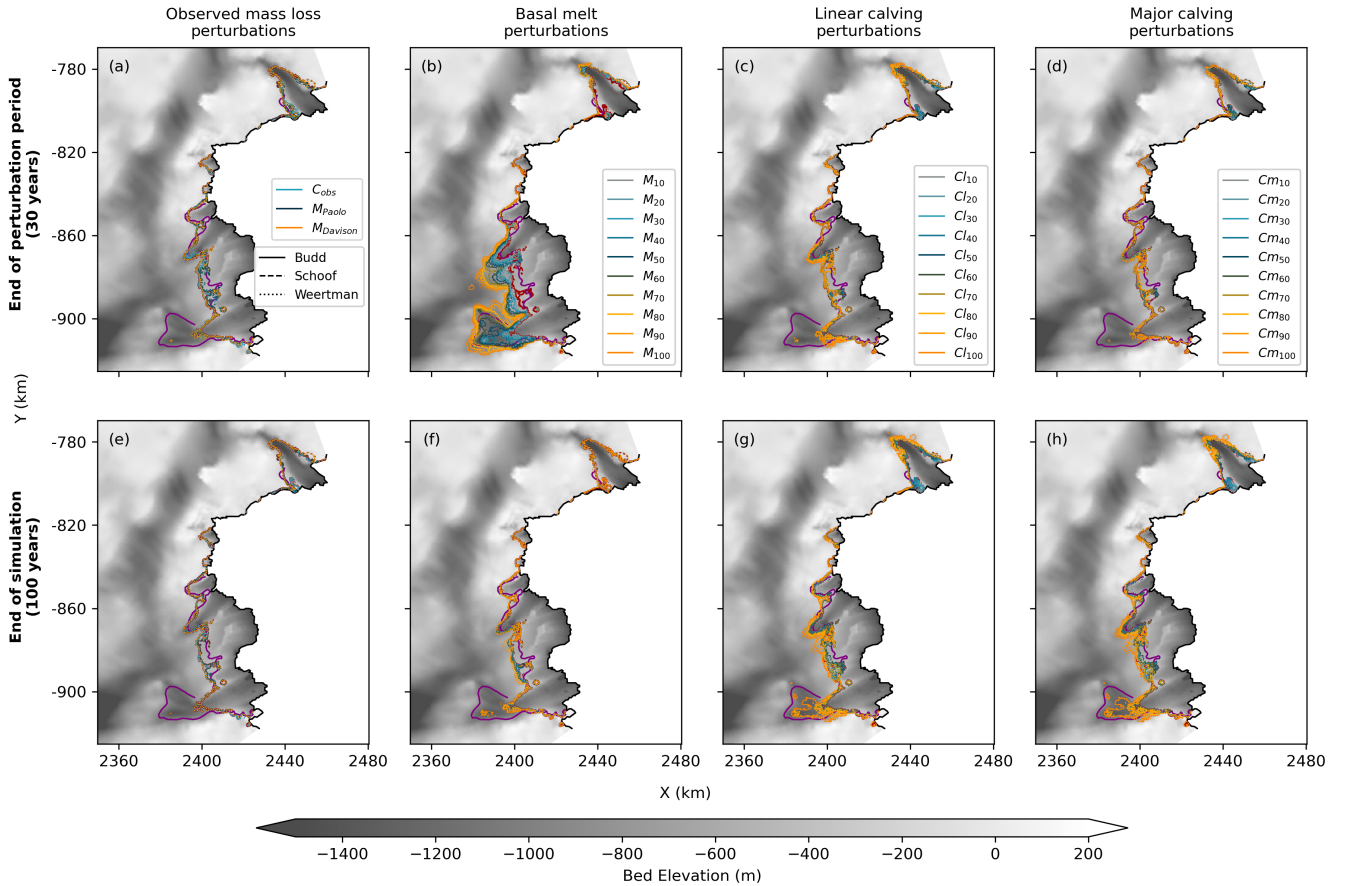 Observed mass loss
perturbations
Basal melt
perturbations
Linear calving
perturbations
Major calving
perturbations
End of perturbation period
(30 years)
End of simulation
(100 years)
Y (km)
(a)
-780
-820
-860
-900
C_obs
M_Paolo
M_Davison
Budd
Schoof
Weertman
(b)
M_10
M_20
M_30
M_40
M_50
M_60
M_70
M_80
M_90
M_100
(c)
Cl_10
Cl_20
Cl_30
Cl_40
Cl_50
Cl_60
Cl_70
Cl_80
Cl_90
Cl_100
(d)
Cm_10
Cm_20
Cm_30
Cm_40
Cm_50
Cm_60
Cm_70
Cm_80
Cm_90
Cm_100
(e)
-780
-820
-860
-900
2360 2400 2440 2480
(f)
2360 2400 2440 2480
(g)
2360 2400 2440 2480
(h)
2360 2400 2440 2480
X (km)
−1400 −1200 −1000 −800 −600 −400 −200 0 200
Bed Elevation (m)